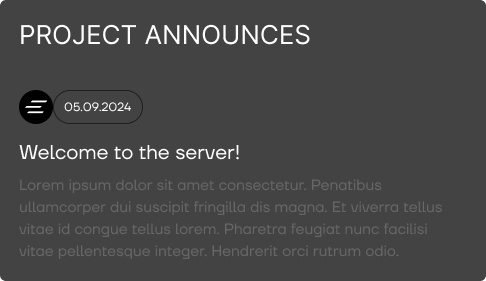 PROJECT ANNOUNCES
05.09.2024
Welcome to the server!
Lorem ipsum dolor sit amet consectetur. Penatibus
ullamcorper dui suscipit fringilla dis magna. Et viverra tellus
vitae id congue tellus lorem. Pharetra feugiat nunc facilisi
vitae pellentesque integer. Hendrerit orci rutrum odio.